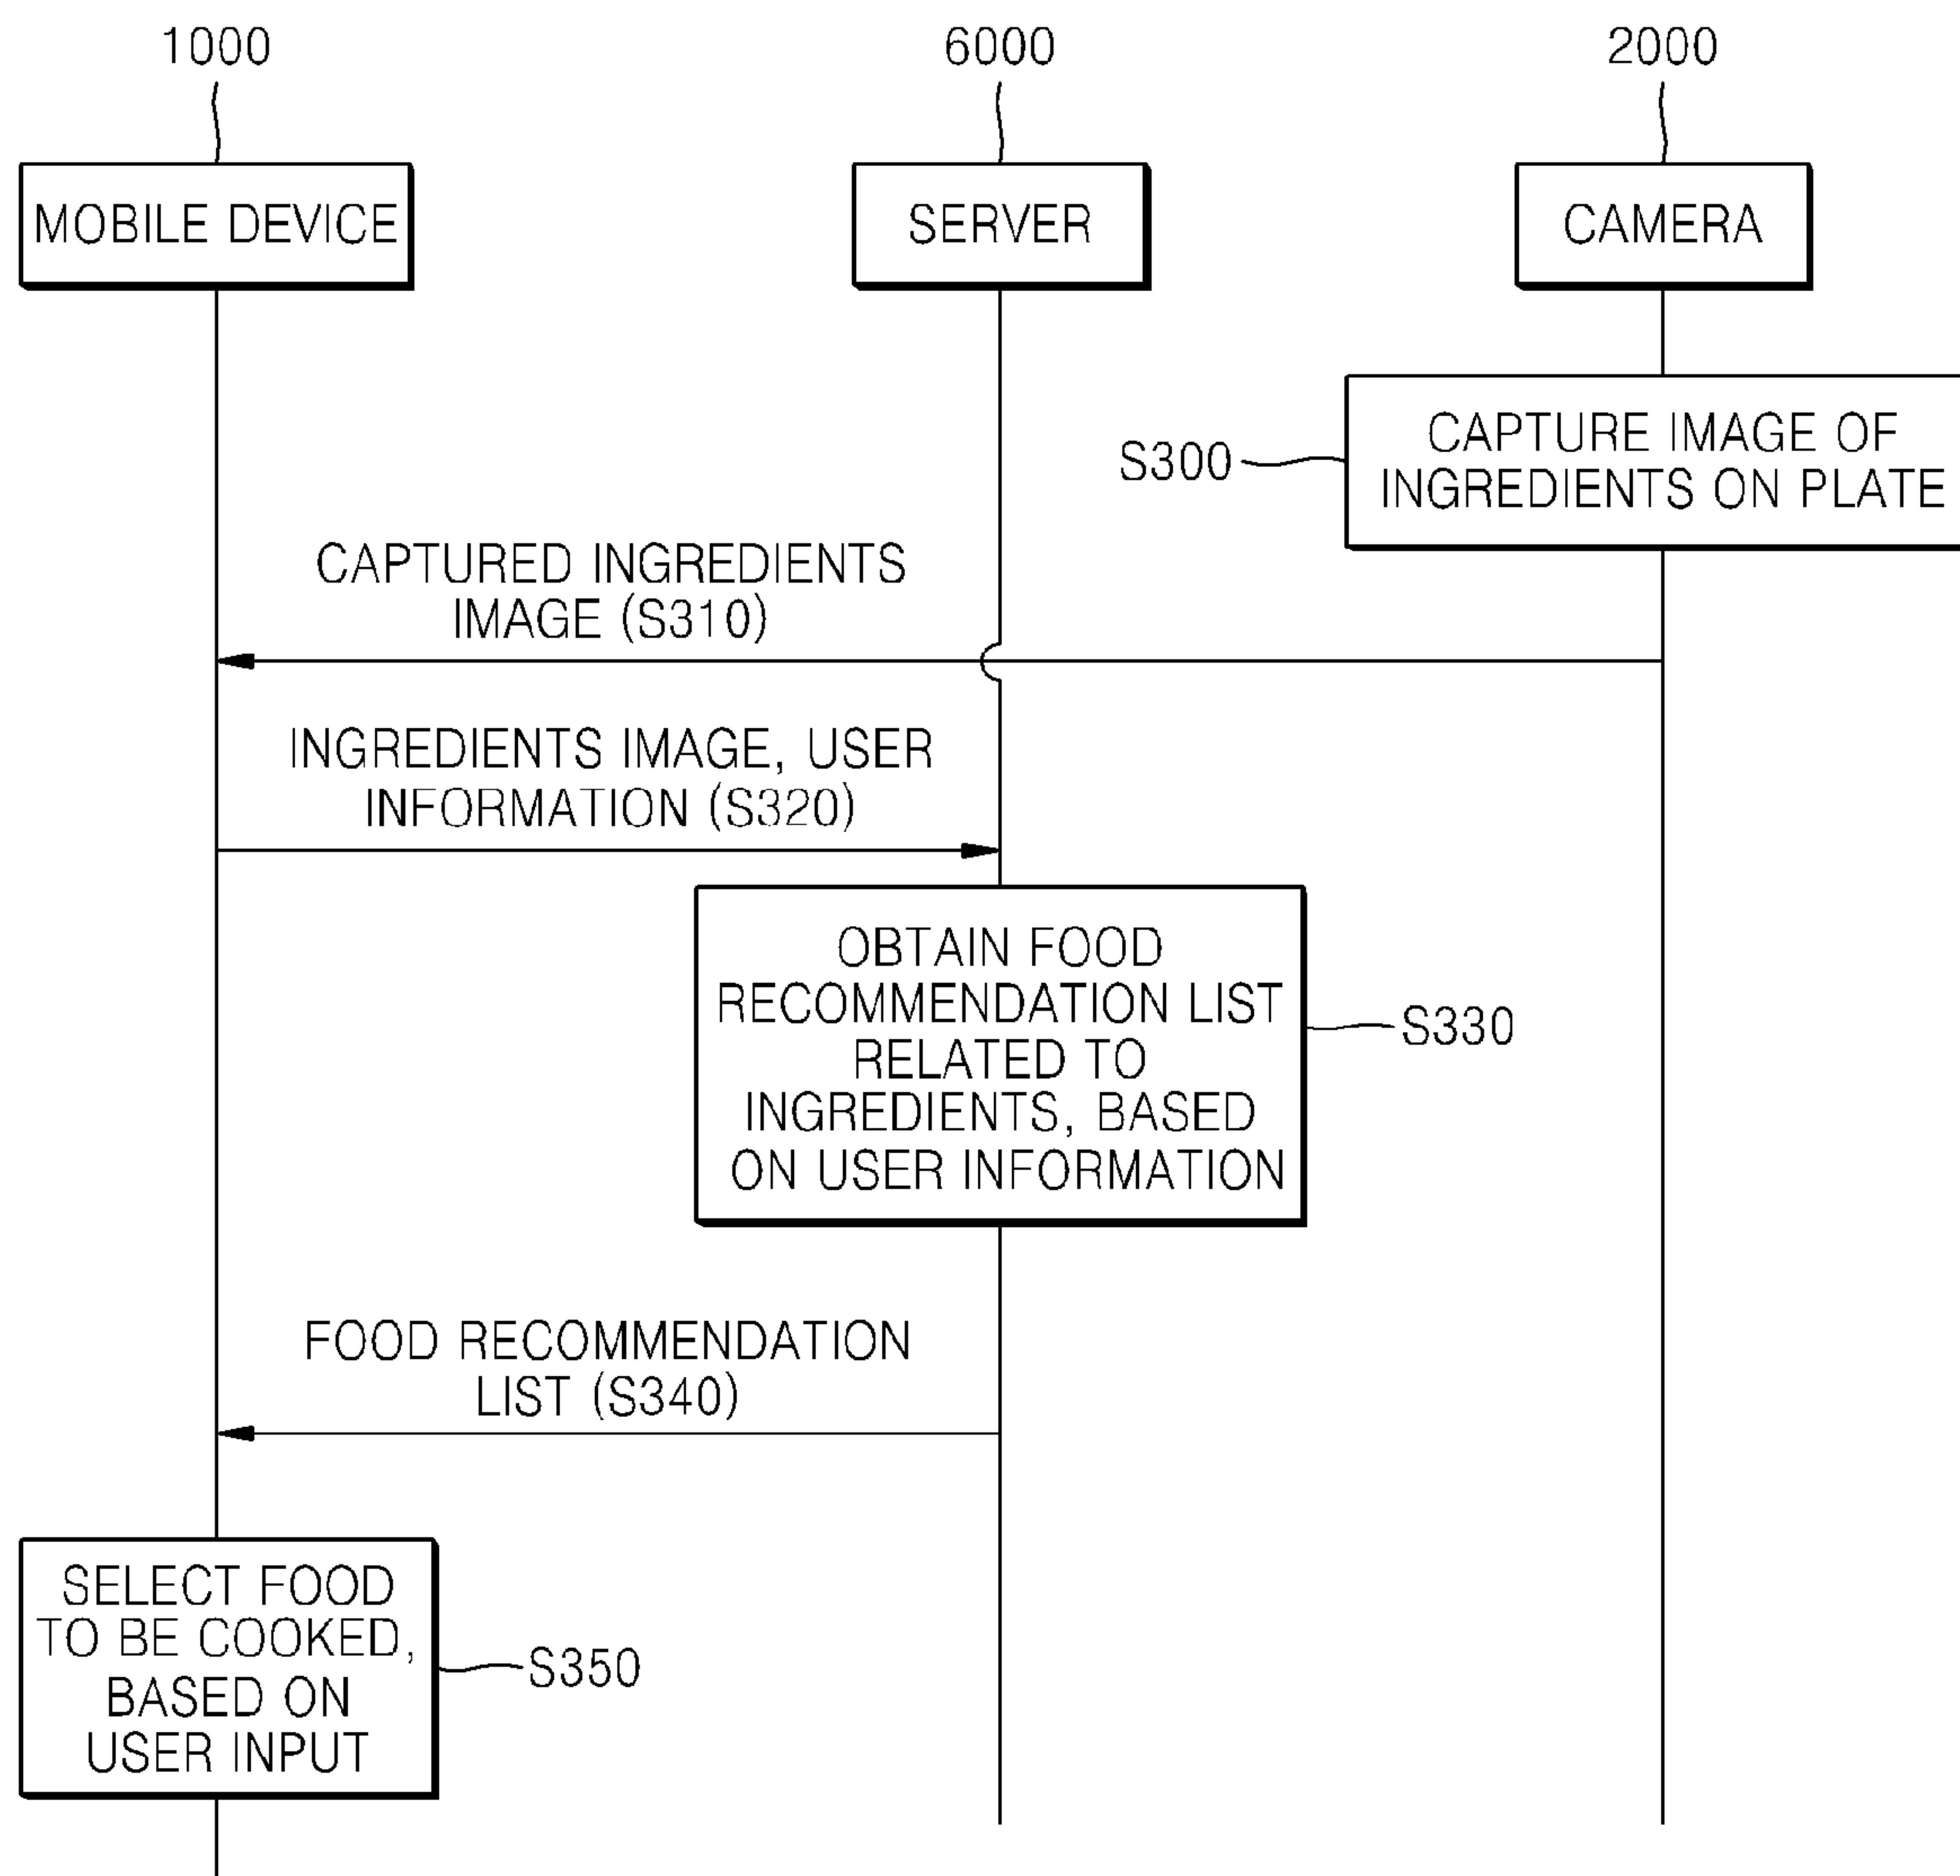 1000
6000
2000
MOBILE DEVICE
SERVER
CAMERA
S300
CAPTURE IMAGE OF
INGREDIENTS ON PLATE
CAPTURED INGREDIENTS
IMAGE (S310)
INGREDIENTS IMAGE, USER
INFORMATION (S320)
OBTAIN FOOD
RECOMMENDATION LIST
RELATED TO
INGREDIENTS, BASED
ON USER INFORMATION
S330
FOOD RECOMMENDATION
LIST (S340)
SELECT FOOD
TO BE COOKED,
BASED ON
USER INPUT
S350